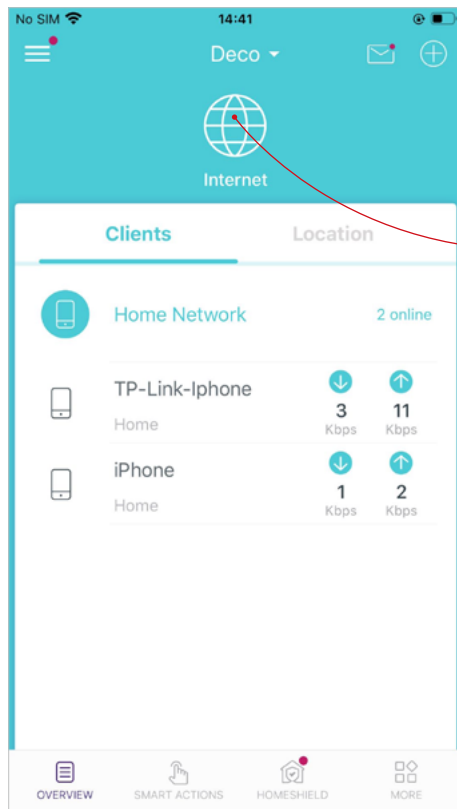 No SIM 14:41
Deco
Internet
Clients Location
Home Network 2 online
TP-Link-Iphone
Home
3 11
Kbps Kbps
iPhone
Home
1 2
Kbps Kbps
OVERVIEW SMART ACTIONS HOMESHIELD MORE